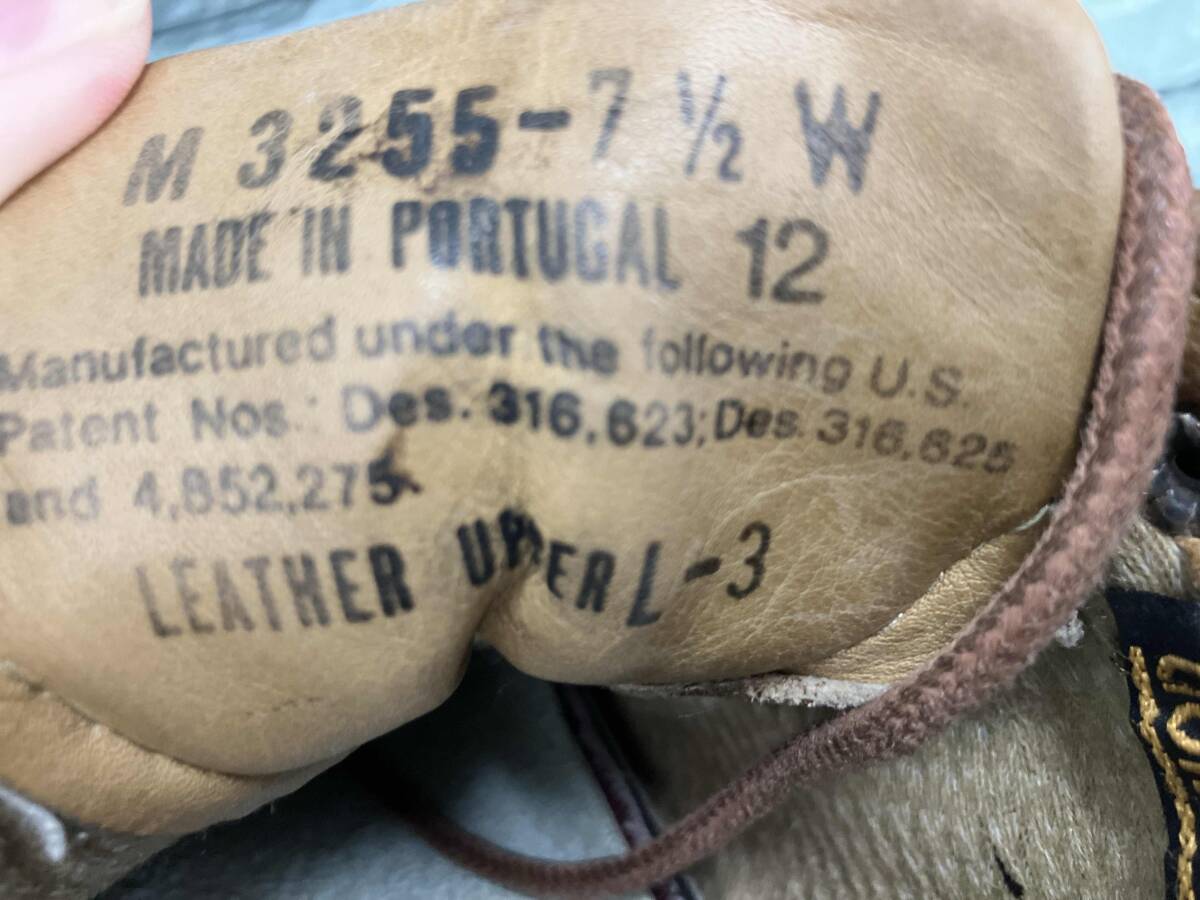 M 3255-7 ½ W
MADE IN PORTUGAL 12
Manufactured under the following U.S.
Patent Nos.: Des. 316,623; Des. 316,625
and 4,852,275
LEATHER UPPER L-3